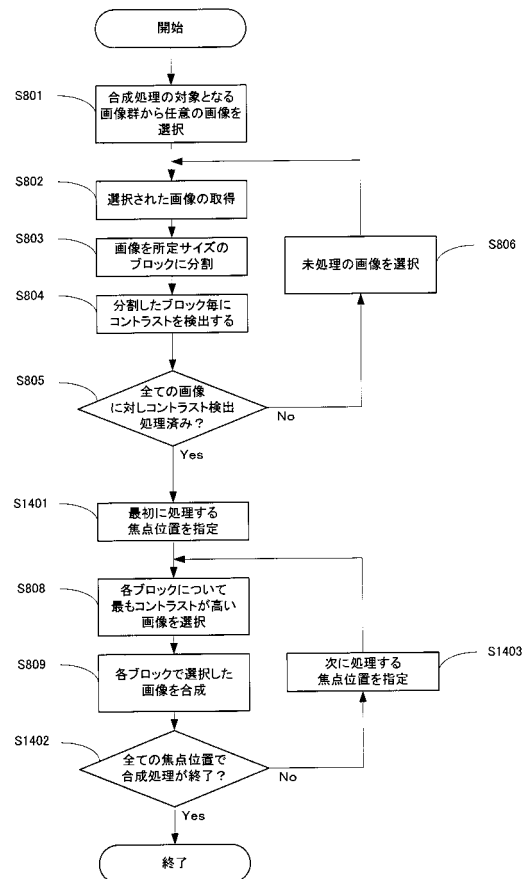 開始
S801
合成処理の対象となる
画像群から任意の画像を
選択
S802
選択された画像の取得
S803
画像を所定サイズの
ブロックに分割
S806
未処理の画像を選択
S804
分割したブロック毎に
コントラストを検出する
S805
全ての画像
に対しコントラスト検出
処理済み？
No
Yes
S1401
最初に処理する
焦点位置を指定
S808
各ブロックについて
最もコントラストが高い
画像を選択
S809
各ブロックで選択した
画像を合成
S1403
次に処理する
焦点位置を指定
S1402
全ての焦点位置で
合成処理が終了？
No
Yes
終了